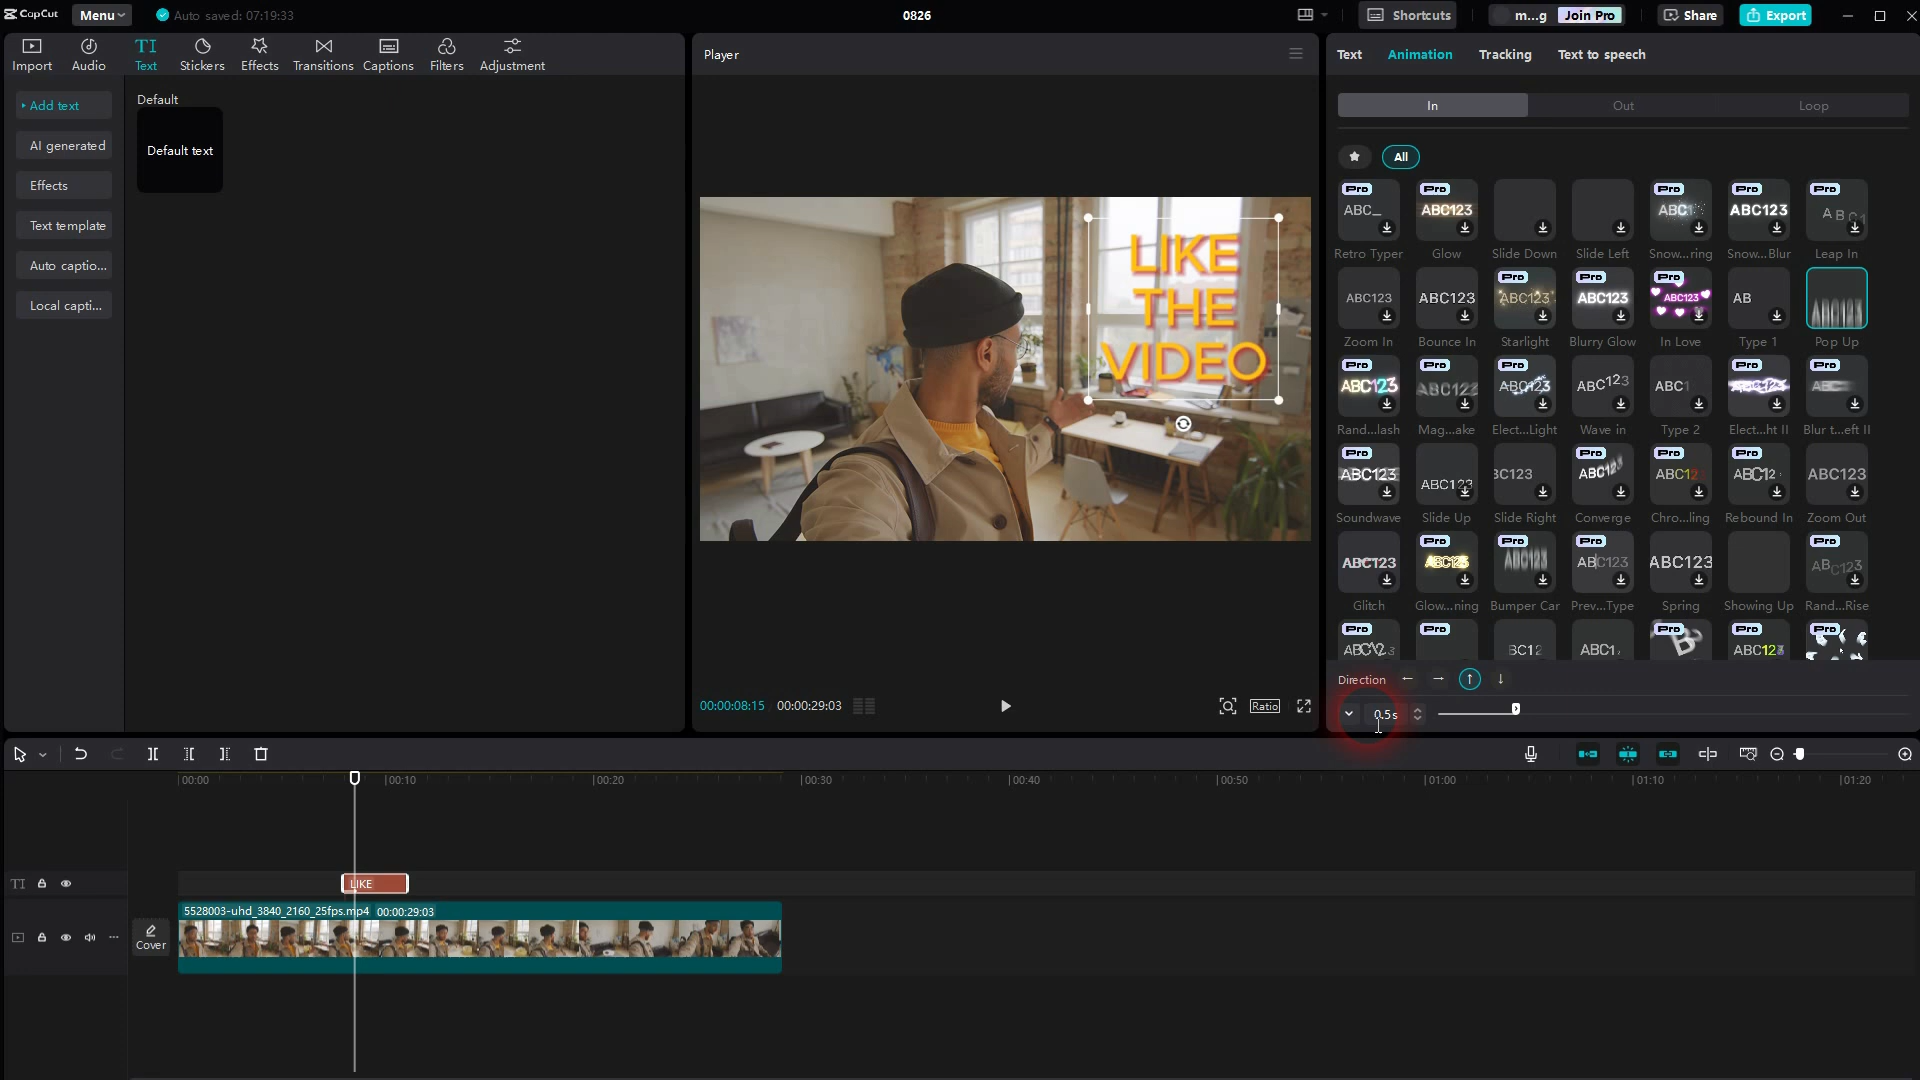 CapCut Menu Auto saved: 07:19:33 0826 Shortcuts m...g Join Pro Share Export
Import Audio Text Stickers Effects Transitions Captions Filters Adjustment
Add text
AI generated
Effects
Text template
Auto captio...
Local capti...
Default
Default text
Player
LIKE
THE
VIDEO
00:00:08:15 00:00:29:03 Ratio
Text Animation Tracking Text to speech
In Out Loop
All
Pro Pro Pro Pro Pro
ABC_ ABC123 ABC1 ABC123 ABC1
Retro Typer Glow Slide Down Slide Left Snow...ring Snow...Blur Leap In
Pro Pro Pro
ABC123 ABC123 ABC123 ABC123 ABC123 AB ABC123
Zoom In Bounce In Starlight Blurry Glow In Love Type 1 Pop Up
Pro Pro Pro Pro Pro
ABC123 ABC123 ABC123 ABC123 ABC1 ABC123 ABC
Rand...lash Mag...ake Elect...Light Wave in Type 2 Elect...ht II Blur t...eft II
Pro Pro Pro Pro
ABC123 ABC123 BC123 ABC12 ABC12 ABC12 ABC123
Soundwave Slide Up Slide Right Converge Chro...ling Rebound In Zoom Out
Pro Pro Pro Pro
ABC123 ABC123 ABC123 ABC123 ABC123 ABC123
Glitch Glow...ning Bumper Car Prev...Type Spring Showing Up Rand...Rise
Pro Pro Pro Pro Pro
ABC123 BC12 ABC1 B ABC123
Direction
0.5s
00:00 00:10 00:20 00:30 00:40 00:50 01:00 01:10 01:20
TI LIKE
5528003-uhd_3840_2160_25fps.mp4 00:00:29:03
Cover